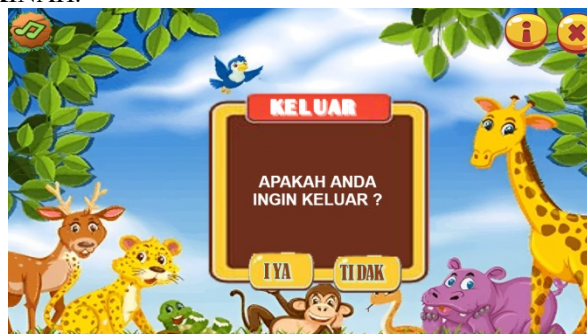 KELUAR
APAKAH ANDA
INGIN KELUAR ?
IYA
TIDAK